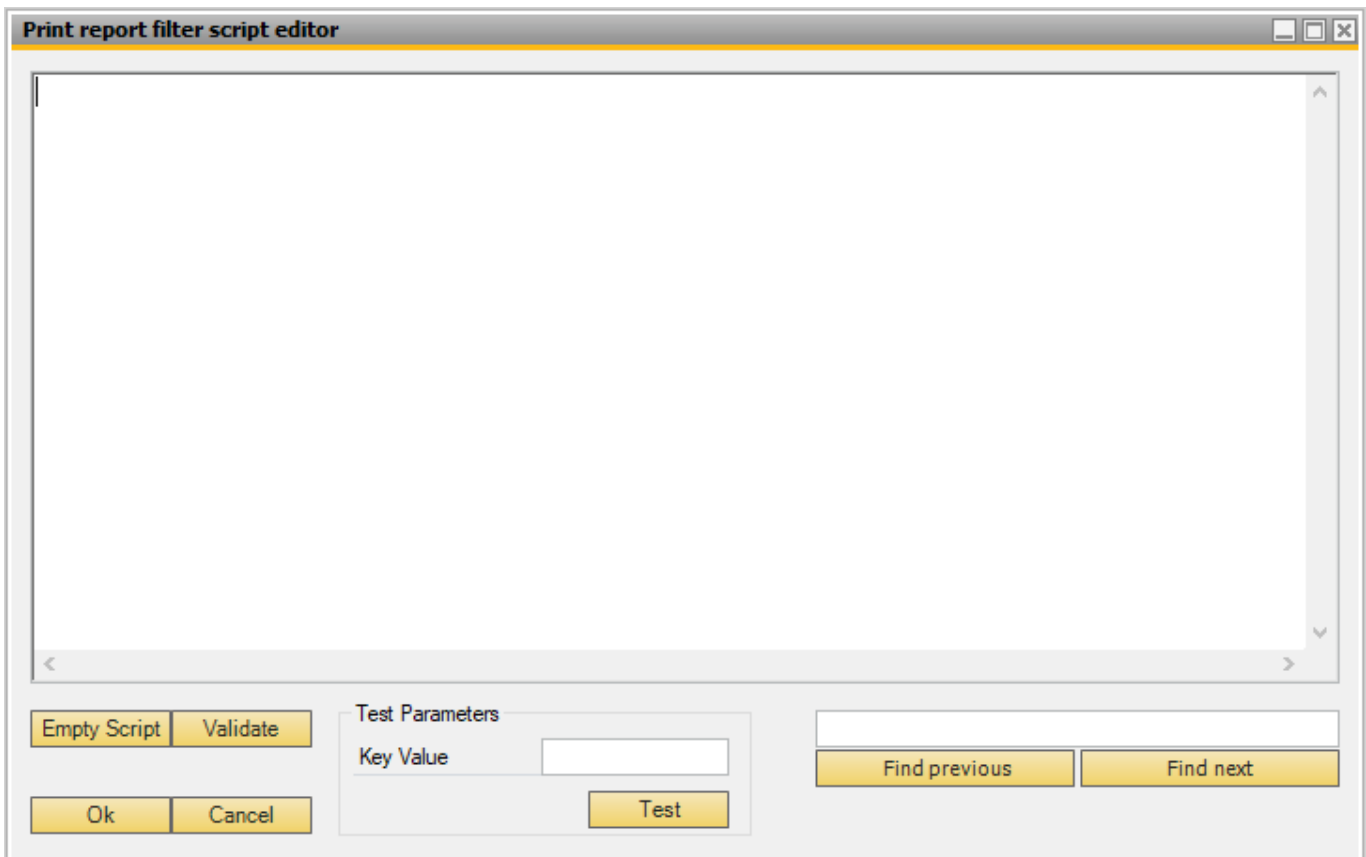 Print report filter script editor
Empty Script
Validate
Test Parameters
Key Value
Find previous
Find next
Ok
Cancel
Test